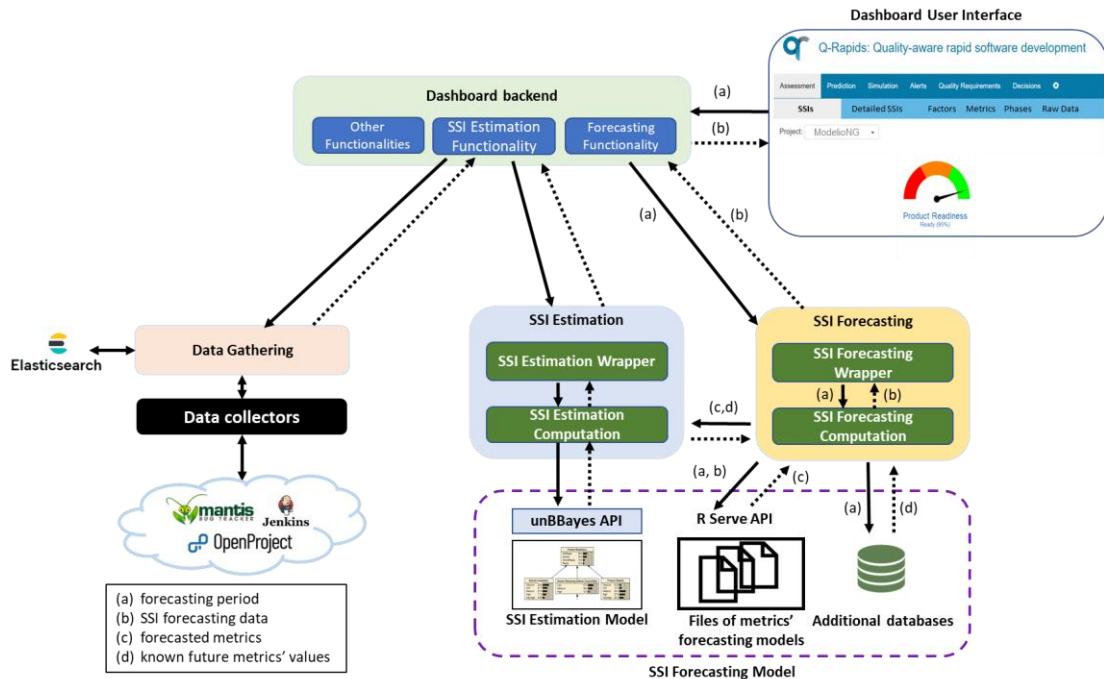 Dashboard User Interface
Q-Rapids: Quality-aware rapid software development
Assessment Prediction Simulation Alerts Quality Requirements Decisions
SSIs Detailed SSIs Factors Metrics Phases Raw Data
Project: ModelioNG
Product Readiness
Ready (95%)
Dashboard backend
Other
Functionalities
SSI Estimation
Functionality
Forecasting
Functionality
(a)
(b)
(a)
(b)
Elasticsearch
Data Gathering
Data collectors
mantis
BUG TRACKER
Jenkins
OpenProject
SSI Estimation
SSI Estimation Wrapper
SSI Estimation
Computation
SSI Forecasting
SSI Forecasting
Wrapper
(a)
(b)
SSI Forecasting
Computation
(c,d)
(a, b)
(c)
(a)
(d)
unBBayes API
SSI Estimation Model
R Serve API
Files of metrics'
forecasting models
Additional databases
SSI Forecasting Model
(a) forecasting period
(b) SSI forecasting data
(c) forecasted metrics
(d) known future metrics' values